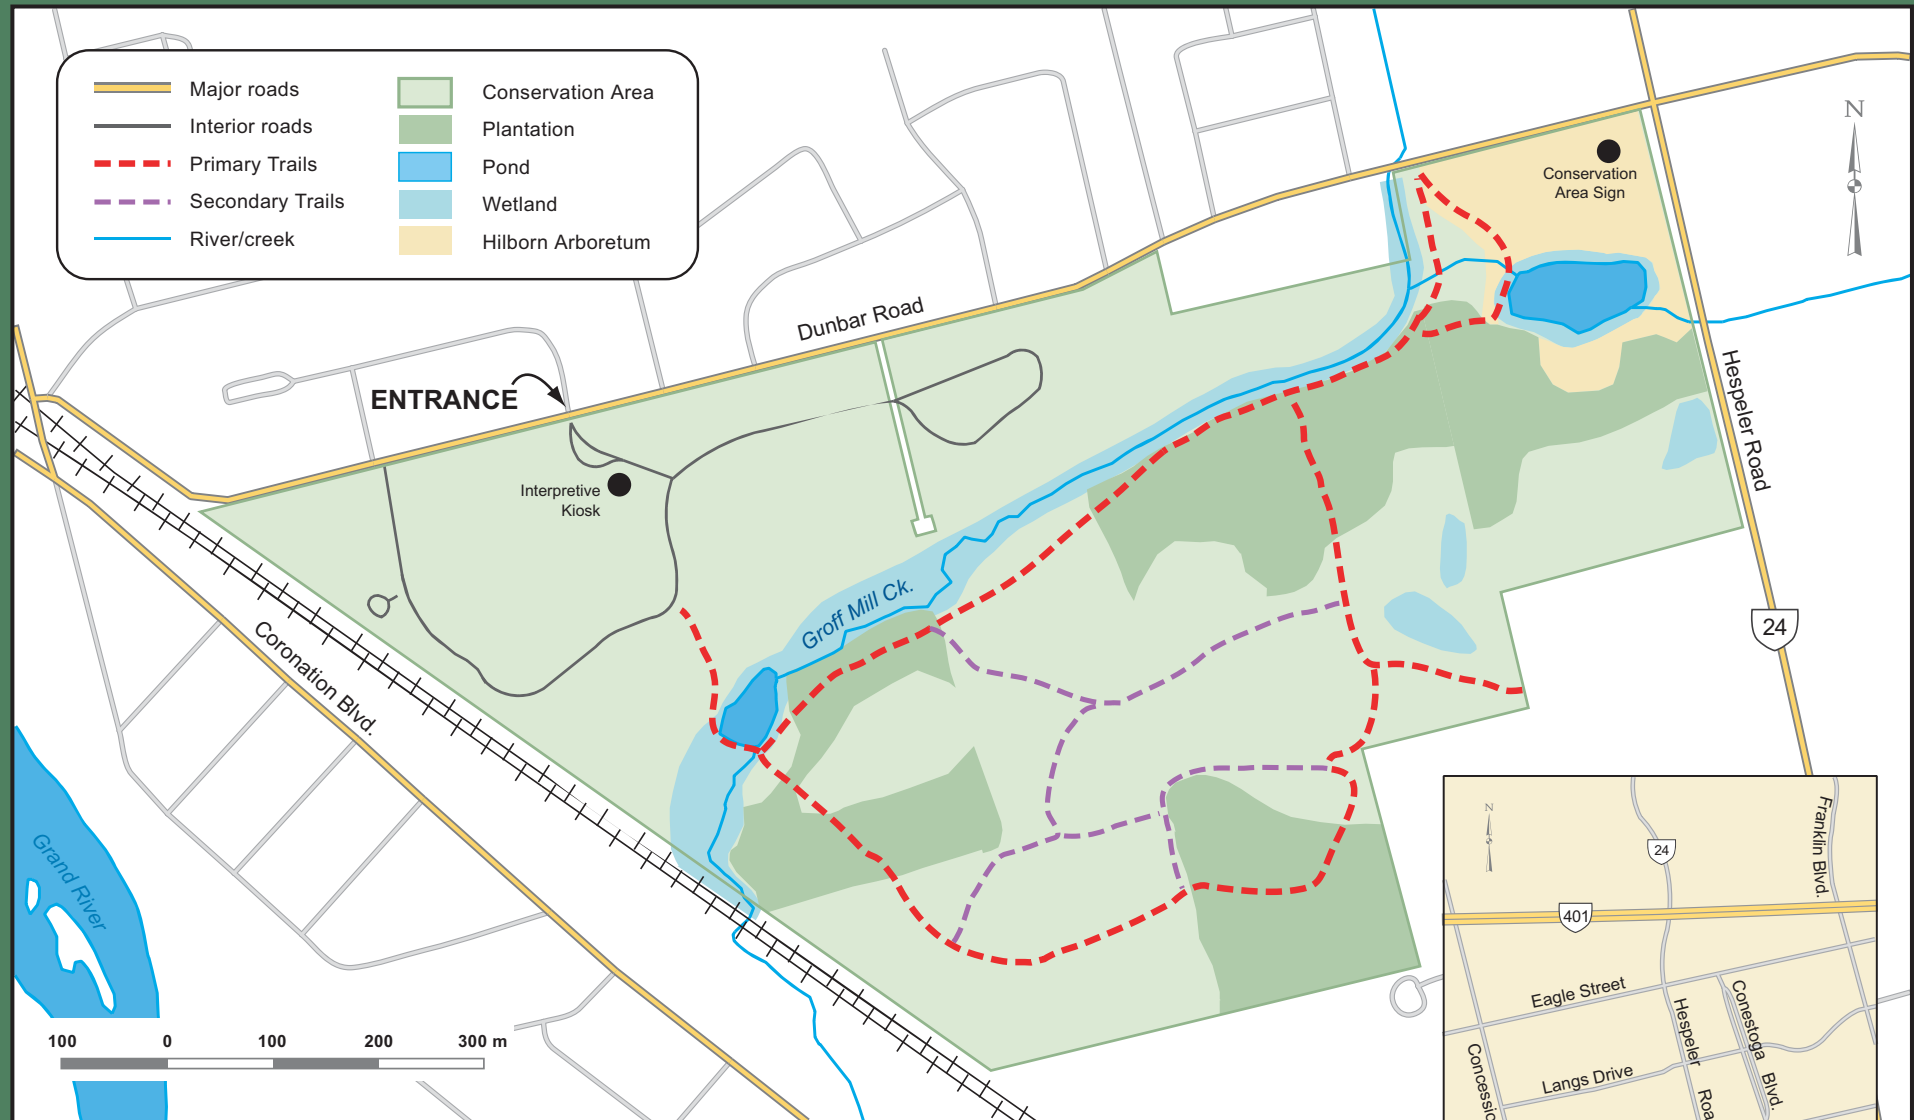 Major roads
Interior roads
Primary Trails
Secondary Trails
River/creek
Conservation Area
Plantation
Pond
Wetland
Hilborn Arboretum
N
Conservation
Area Sign
Dunbar Road
ENTRANCE
Hespeler Road
Interpretive
Kiosk
Groff Mill Ck.
24
Coronation Blvd.
Grand River
100 0 100 200 300 m
N
24
Franklin Blvd.
401
Eagle Street
Hespeler
Conestoga
Blvd.
Langs Drive